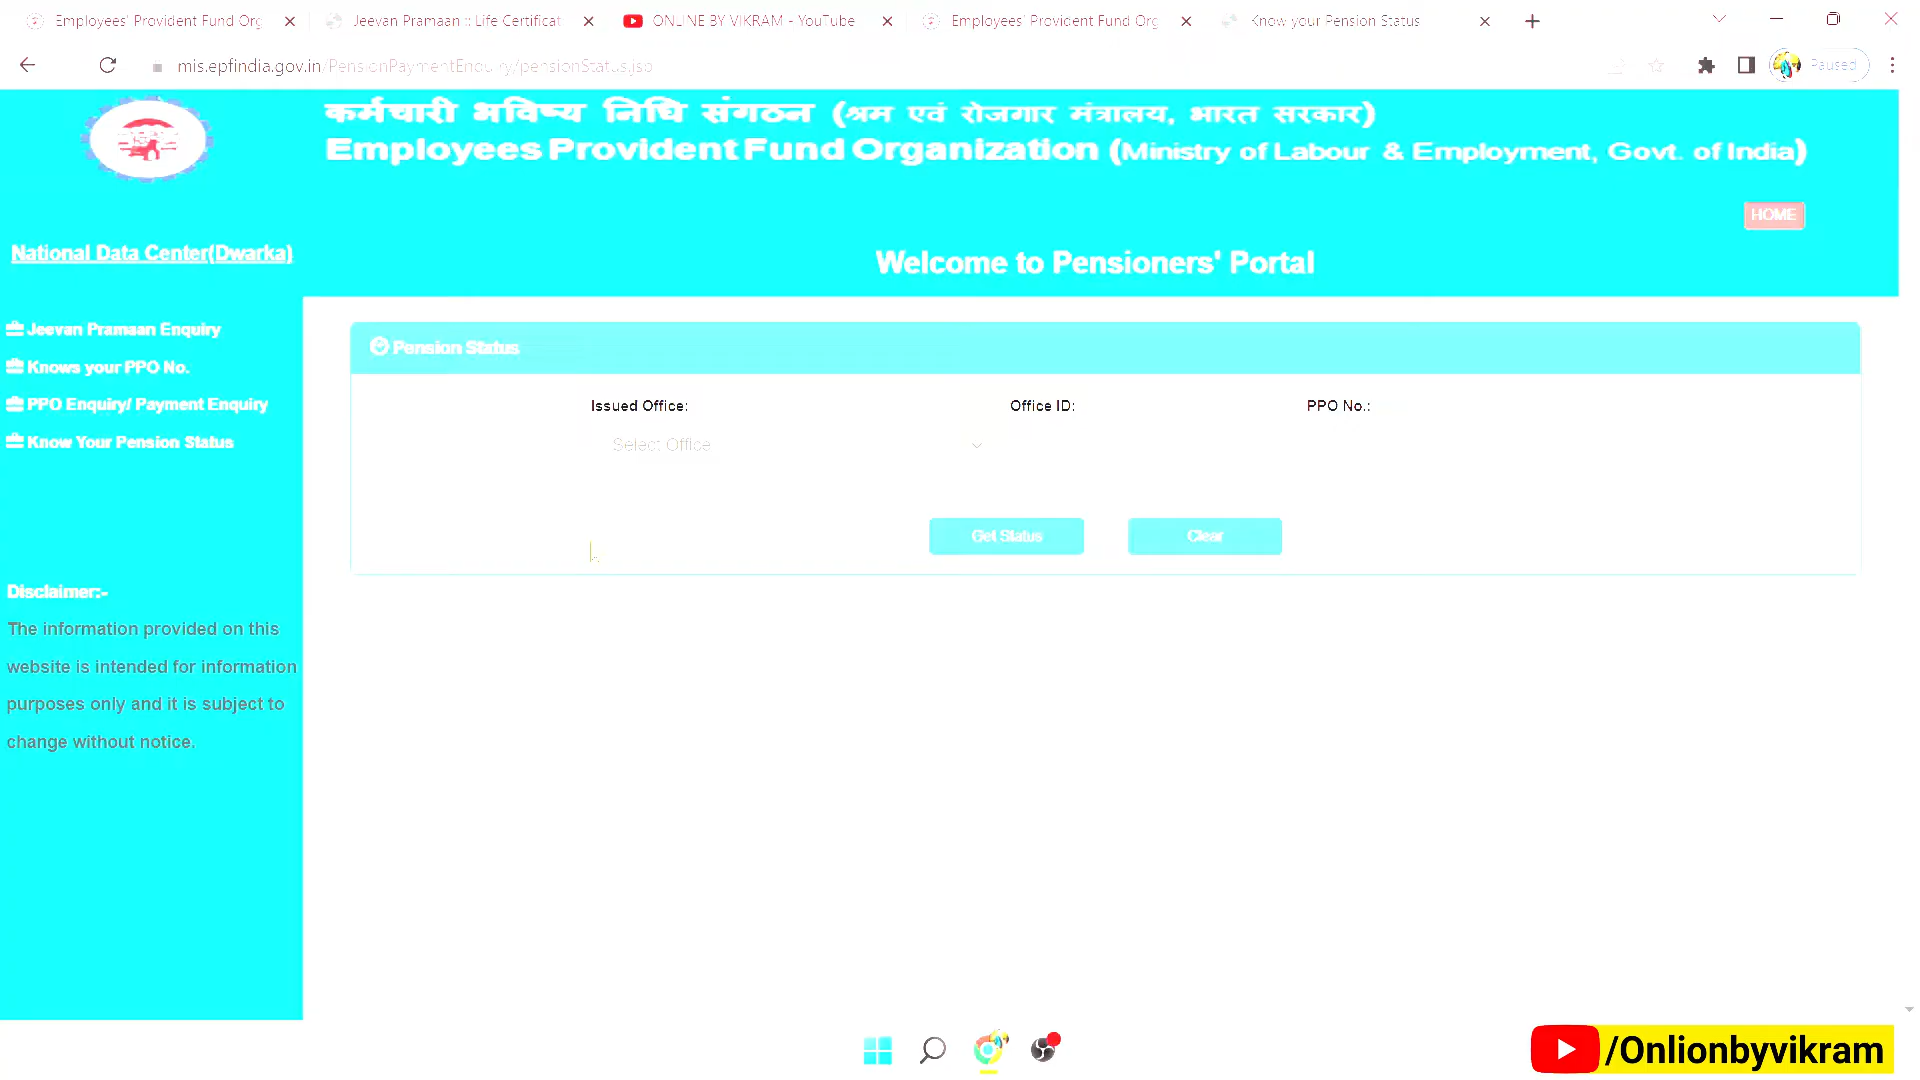 Employees' Provident Fund Org
Jeevan Pramaan :: Life Certificat
ONLINE BY VIKRAM - YouTube
Employees' Provident Fund Org
Know your Pension Status
mis.epfindia.gov.in/PensionPaymentEnquiry/pensionStatus.jsp
Paused
कर्मचारी भविष्य निधि संगठन (श्रम एवं रोजगार मंत्रालय, भारत सरकार)
Employees Provident Fund Organization (Ministry of Labour & Employment, Govt. of India)
HOME
National Data Center(Dwarka)
Welcome to Pensioners' Portal
Jeevan Pramaan Enquiry
Knows your PPO No.
PPO Enquiry/ Payment Enquiry
Know Your Pension Status
Pension Status
Issued Office:
Office ID:
PPO No.:
Select Office
Get Status
Clear
Disclaimer:-
The information provided on this
website is intended for information
purposes only and it is subject to
change without notice.
/Onlionbyvikram